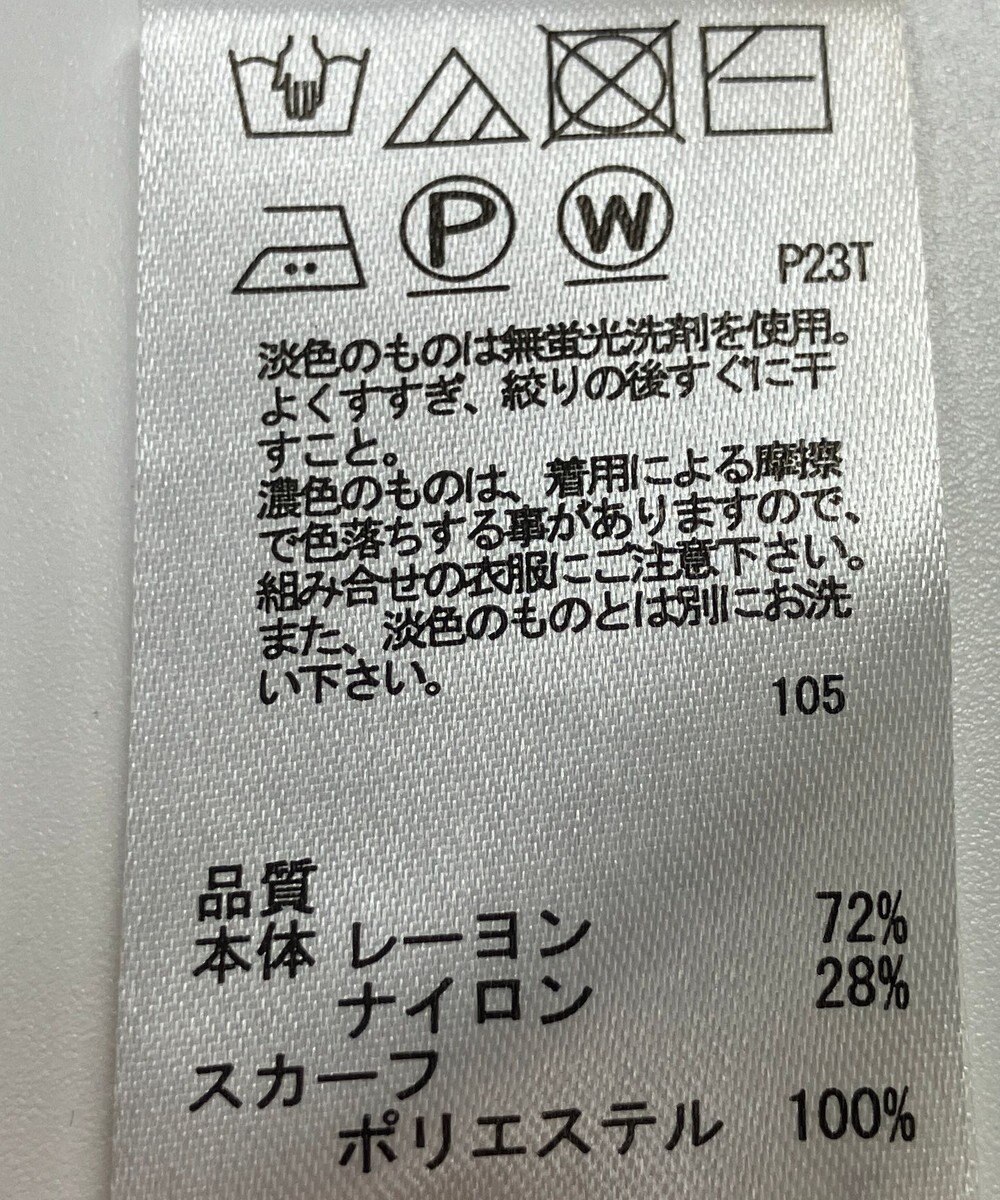 P
W
P23T
淡色のものは無蛍光洗剤を使用。
よくすすぎ、絞りの後すぐに干
すこと。
濃色のものは、着用による摩擦
で色落ちする事がありますので、
組み合せの衣服にご注意下さい。
また、淡色のものとは別にお洗
い下さい。
105
品質
本体 レーヨン 72%
ナイロン 28%
スカーフ
ポリエステル 100%